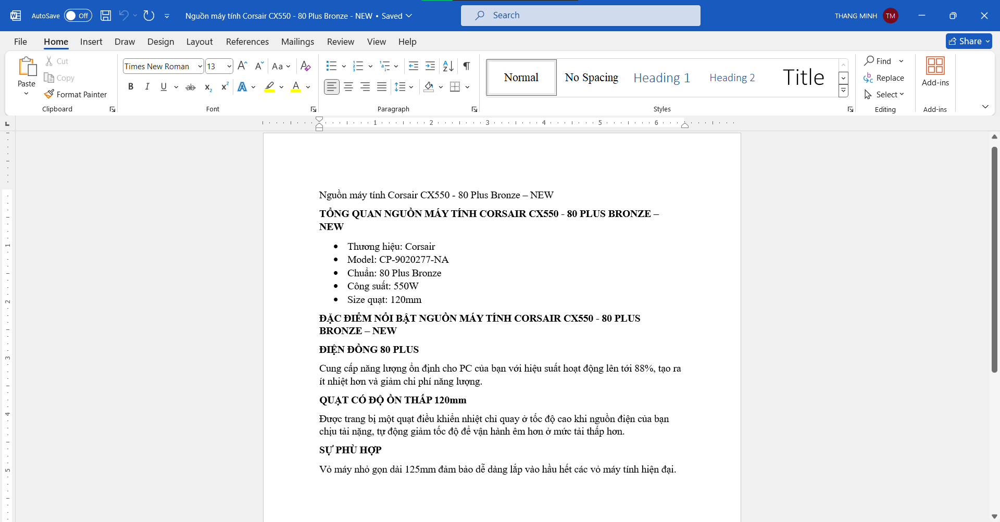 AutoSave Off Nguồn máy tính Corsair CX550 - 80 Plus Bronze - NEW • Saved Search THANG MINH TM
File Home Insert Draw Design Layout References Mailings Review View Help Share
Paste Cut Copy Format Painter Clipboard
Times New Roman 13 Aa B I U ab x₂ x² A A Font
Paragraph
Normal No Spacing Heading 1 Heading 2 Title Styles
Find Replace Select Editing
Add-ins Add-ins
1 2 3 4 5 6
1 2 3 4 5
Nguồn máy tính Corsair CX550 - 80 Plus Bronze – NEW
TỔNG QUAN NGUỒN MÁY TÍNH CORSAIR CX550 - 80 PLUS BRONZE –
NEW
• Thương hiệu: Corsair
• Model: CP-9020277-NA
• Chuẩn: 80 Plus Bronze
• Công suất: 550W
• Size quạt: 120mm
ĐẶC ĐIỂM NỔI BẬT NGUỒN MÁY TÍNH CORSAIR CX550 - 80 PLUS
BRONZE – NEW
ĐIỆN ĐỒNG 80 PLUS
Cung cấp năng lượng ổn định cho PC của bạn với hiệu suất hoạt động lên tới 88%, tạo ra
ít nhiệt hơn và giảm chi phí năng lượng.
QUẠT CÓ ĐỘ ỒN THẤP 120mm
Được trang bị một quạt điều khiển nhiệt chỉ quay ở tốc độ cao khi nguồn điện của bạn
chịu tải nặng, tự động giảm tốc độ để vận hành êm hơn ở mức tải thấp hơn.
SỰ PHÙ HỢP
Vỏ máy nhỏ gọn dài 125mm đảm bảo dễ dàng lắp vào hầu hết các vỏ máy tính hiện đại.